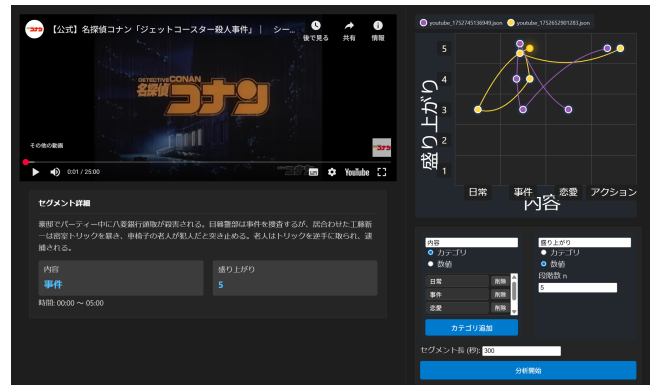 【公式】名探偵コナン「ジェットコースター殺人事件」｜ シー...
後で見る
共有
情報
DETECTIVE CONAN
名探偵
コナン
その他の動画
0:01 / 25:00
YouTube
セグメント詳細
豪邸でパーティー中に八菱銀行頭取が殺害される。目暮警部は事件を捜査するが、居合わせた工藤新
一は密室トリックを暴き、車椅子の老人が犯人だと突き止める。老人はトリックを逆手に取られ、逮
捕される。
内容
事件
盛り上がり
5
時間: 00:00 ～ 05:00
youtube_1752745136949.json
youtube_1752652901283.json
盛り上がり
5
4
3
2
1
日常
事件
恋愛
アクション
内容
内容
カテゴリ
数値
日常
削除
事件
削除
恋愛
削除
カテゴリ追加
盛り上がり
カテゴリ
数値
段階数 n
5
セグメント長 (秒):
300
分析開始